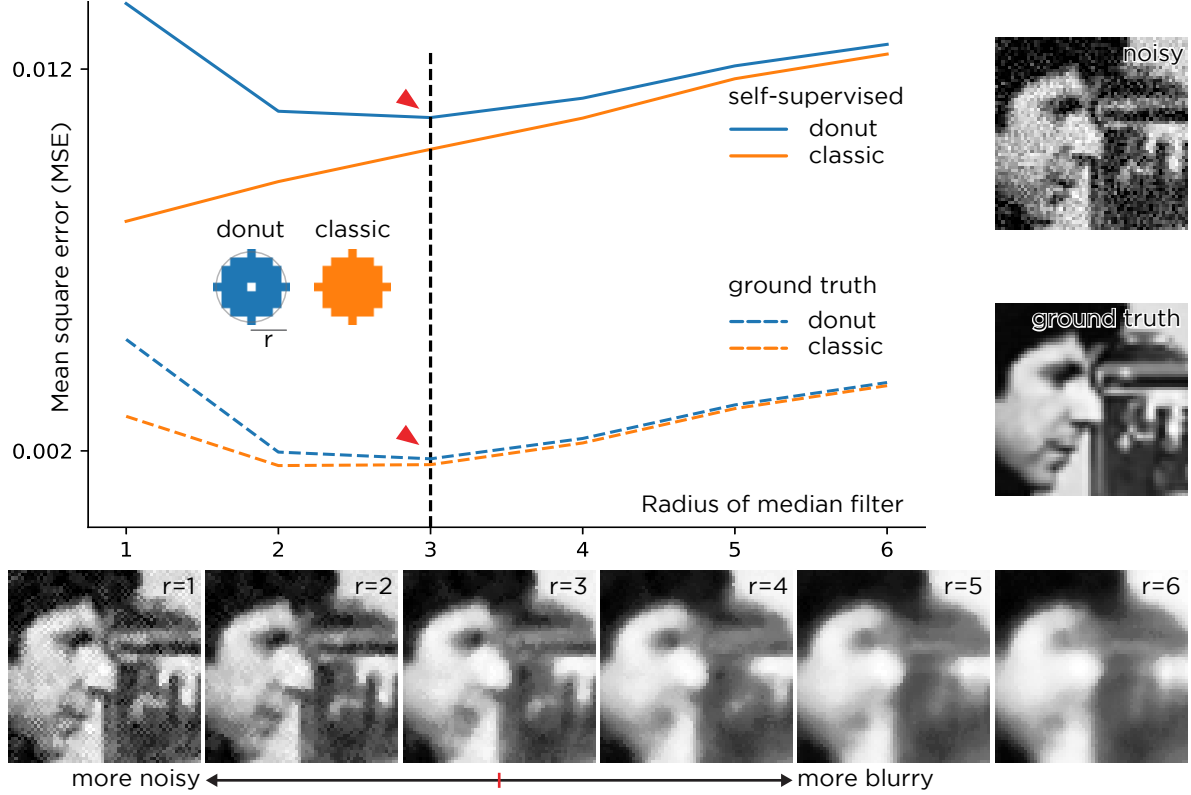 0.012
0.002
Mean square error (MSE)
self-supervised
donut
classic
donut
classic
r
ground truth
donut
classic
Radius of median filter
1 2 3 4 5 6
noisy
ground truth
r=1 r=2 r=3 r=4 r=5 r=6
more noisy
more blurry